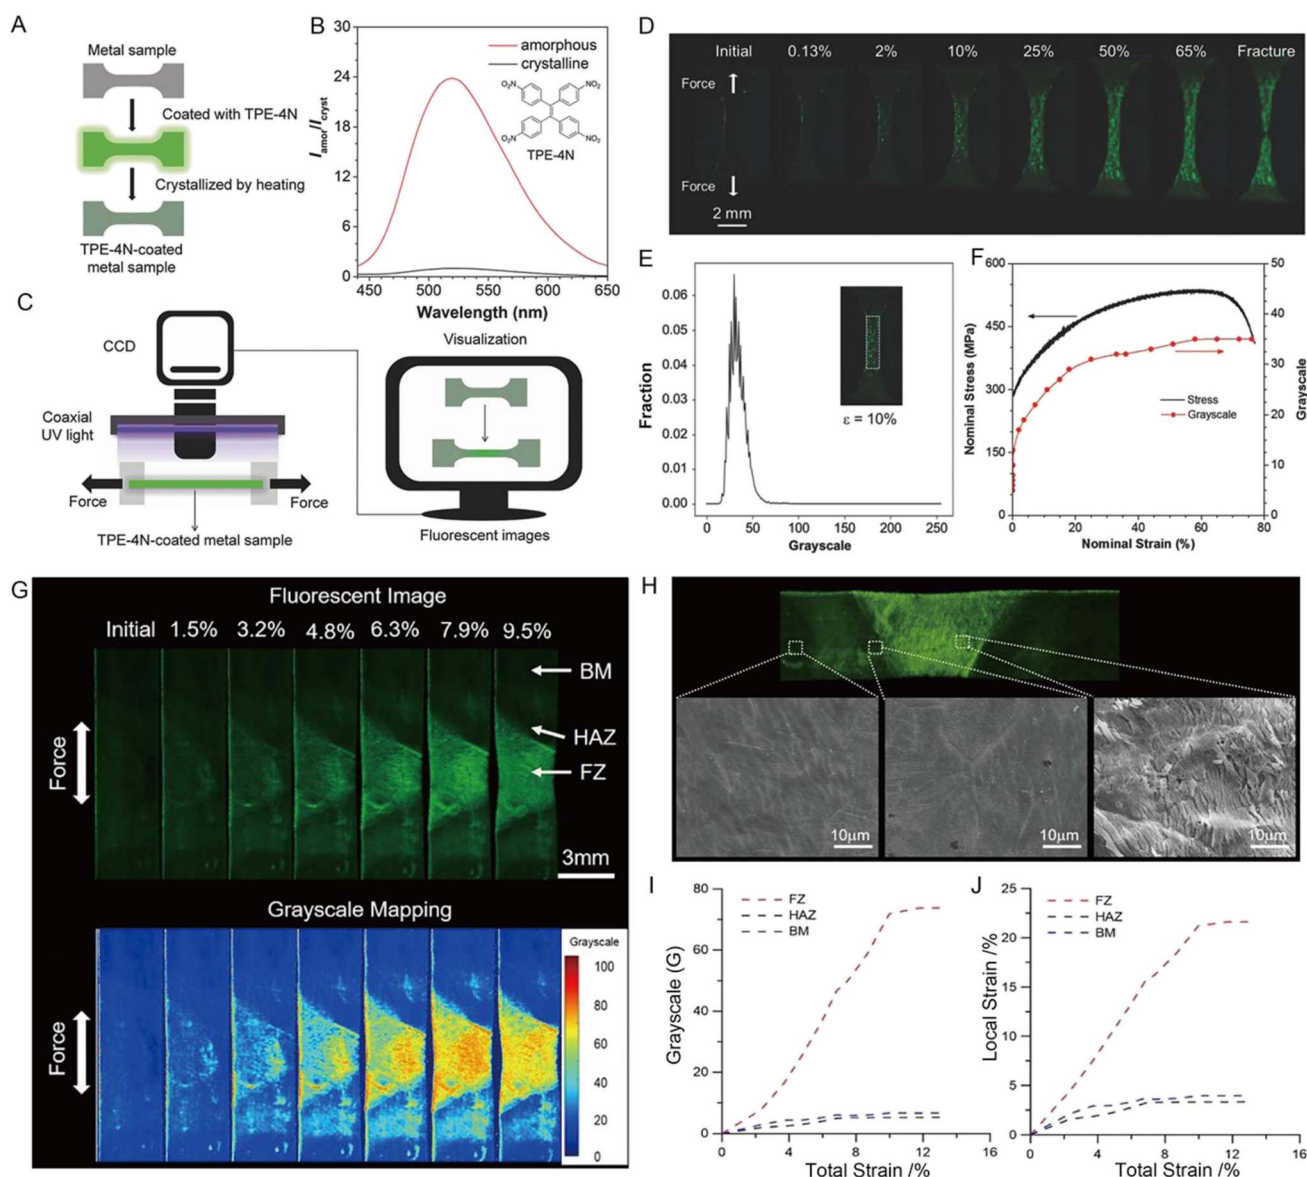 A
Metal sample
Coated with TPE-4N
Crystallized by heating
TPE-4N-coated
metal sample
B
30
24
18
12
6
0
I_amor/I_cryst
amorphous
crystalline
O₂N
NO₂
O₂N
NO₂
TPE-4N
450
500
550
600
650
Wavelength (nm)
C
CCD
Coaxial
UV light
Force
Force
TPE-4N-coated metal sample
Visualization
Fluorescent images
D
Initial
0.13%
2%
10%
25%
50%
65%
Fracture
Force
Force
2 mm
E
0.06
0.05
0.04
0.03
0.02
0.01
0.00
Fraction
ε = 10%
0
50
100
150
200
250
Grayscale
F
600
450
300
150
0
Nominal Stress (MPa)
Stress
Grayscale
50
40
30
20
10
0
Grayscale
0
20
40
60
80
Nominal Strain (%)
G
Fluorescent Image
Initial
1.5%
3.2%
4.8%
6.3%
7.9%
9.5%
BM
HAZ
FZ
Force
3mm
Grayscale Mapping
Force
Grayscale
100
80
60
40
20
0
H
10μm
10μm
10μm
I
80
60
40
20
0
Grayscale (G)
FZ
HAZ
BM
0
4
8
12
16
Total Strain /%
J
25
20
15
10
5
0
Local Strain /%
FZ
HAZ
BM
0
4
8
12
16
Total Strain /%